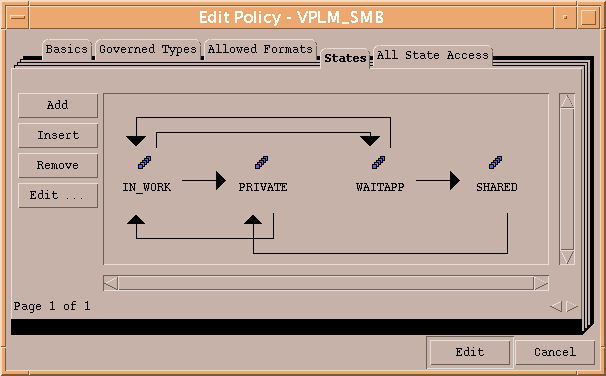 Edit Policy - VPLM_SMB
Basics Governed Types Allowed Formats States All State Access
Add
Insert
Remove
Edit ...
IN_WORK PRIVATE WAITAPP SHARED
Page 1 of 1
Edit Cancel